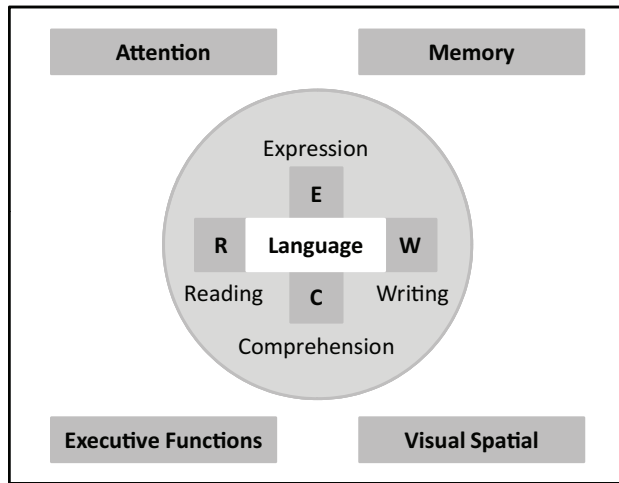 Attention
Memory
Expression
E
R
Language
W
Reading
C
Writing
Comprehension
Executive Functions
Visual Spatial